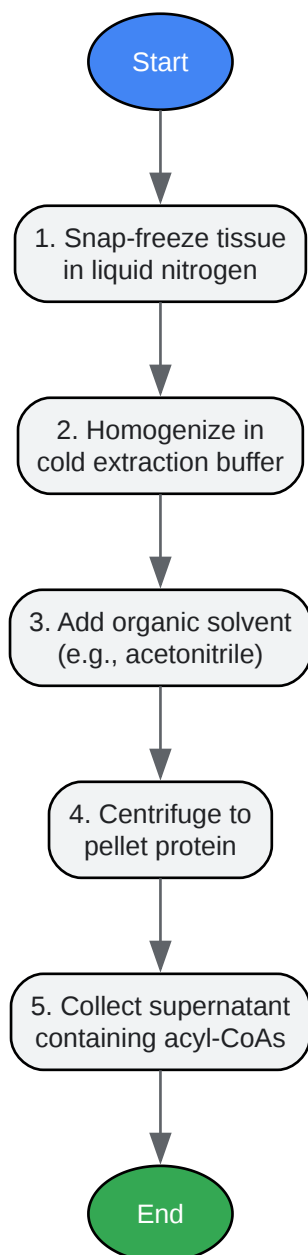 Start
1. Snap-freeze tissue
in liquid nitrogen
2. Homogenize in
cold extraction buffer
3. Add organic solvent
(e.g., acetonitrile)
4. Centrifuge to
pellet protein
5. Collect supernatant
containing acyl-CoAs
End